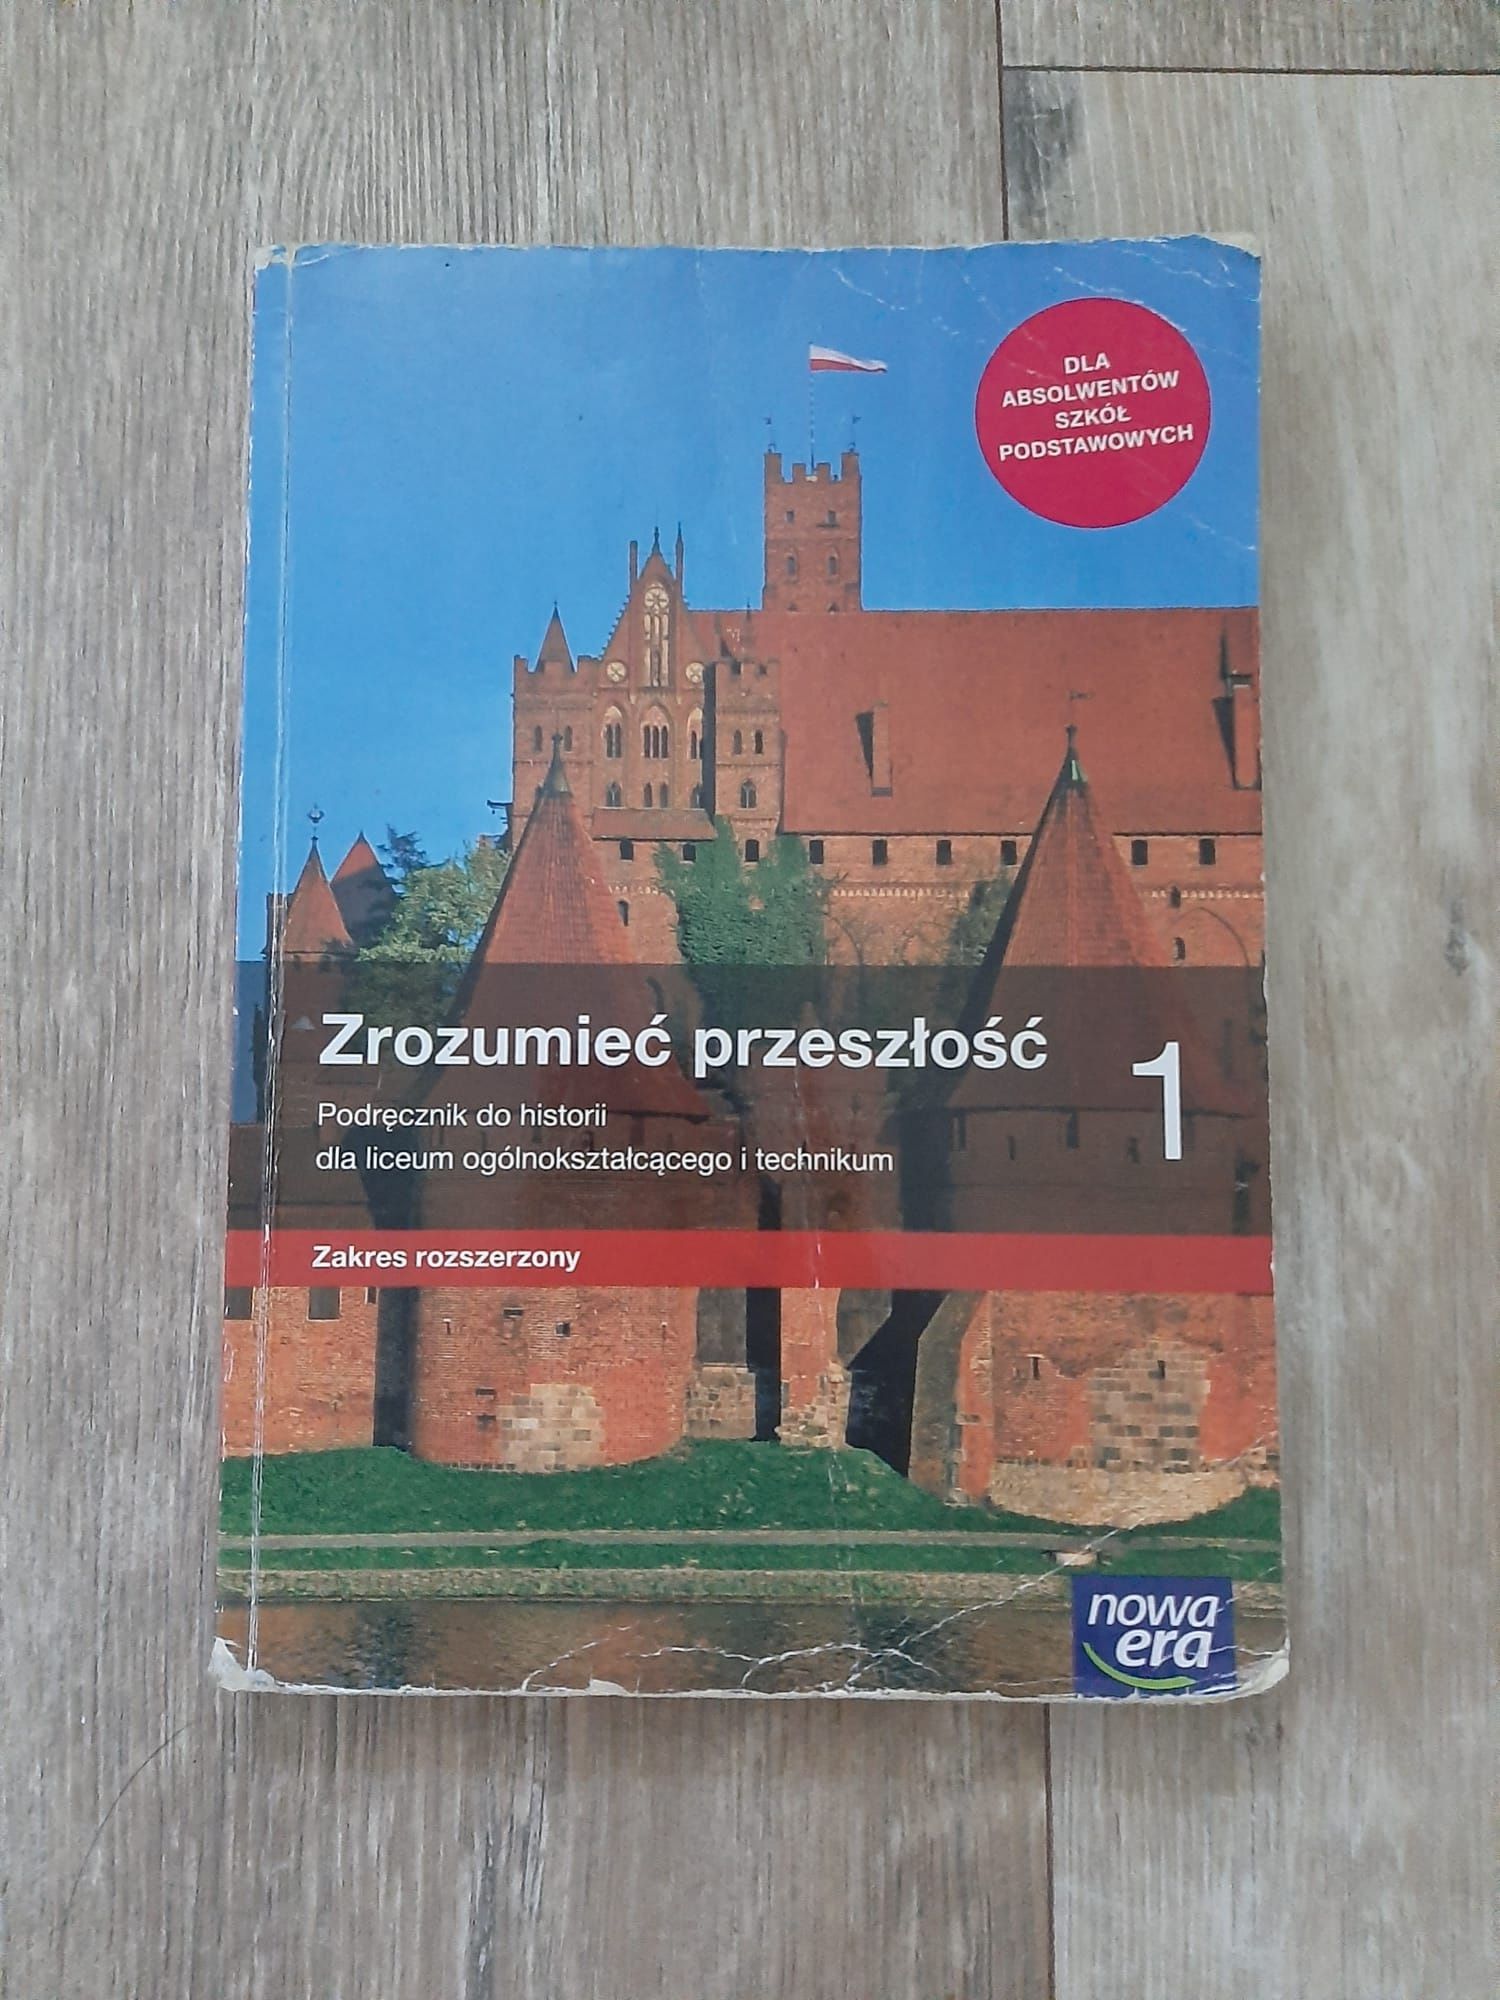 DLA
ABSOLWENTÓW
SZKÓŁ
PODSTAWOWYCH
Zrozumieć przeszłość
1
Podręcznik do historii
dla liceum ogólnokształcącego i technikum
Zakres rozszerzony
nowa
era